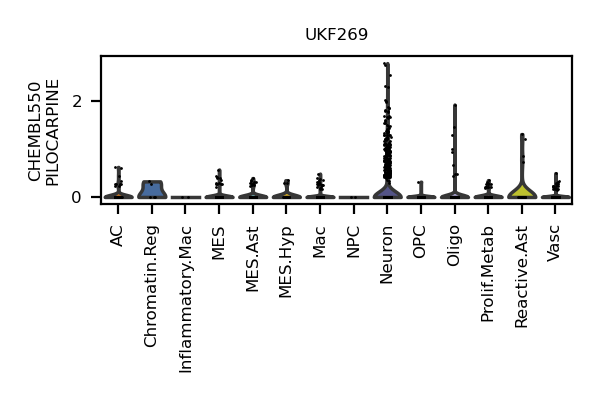 UKF269
CHEMBL550
PILOCARPINE
2
0
AC
Chromatin.Reg
Inflammatory.Mac
MES
MES.Ast
MES.Hyp
Mac
NPC
Neuron
OPC
Oligo
Prolif.Metab
Reactive.Ast
Vasc